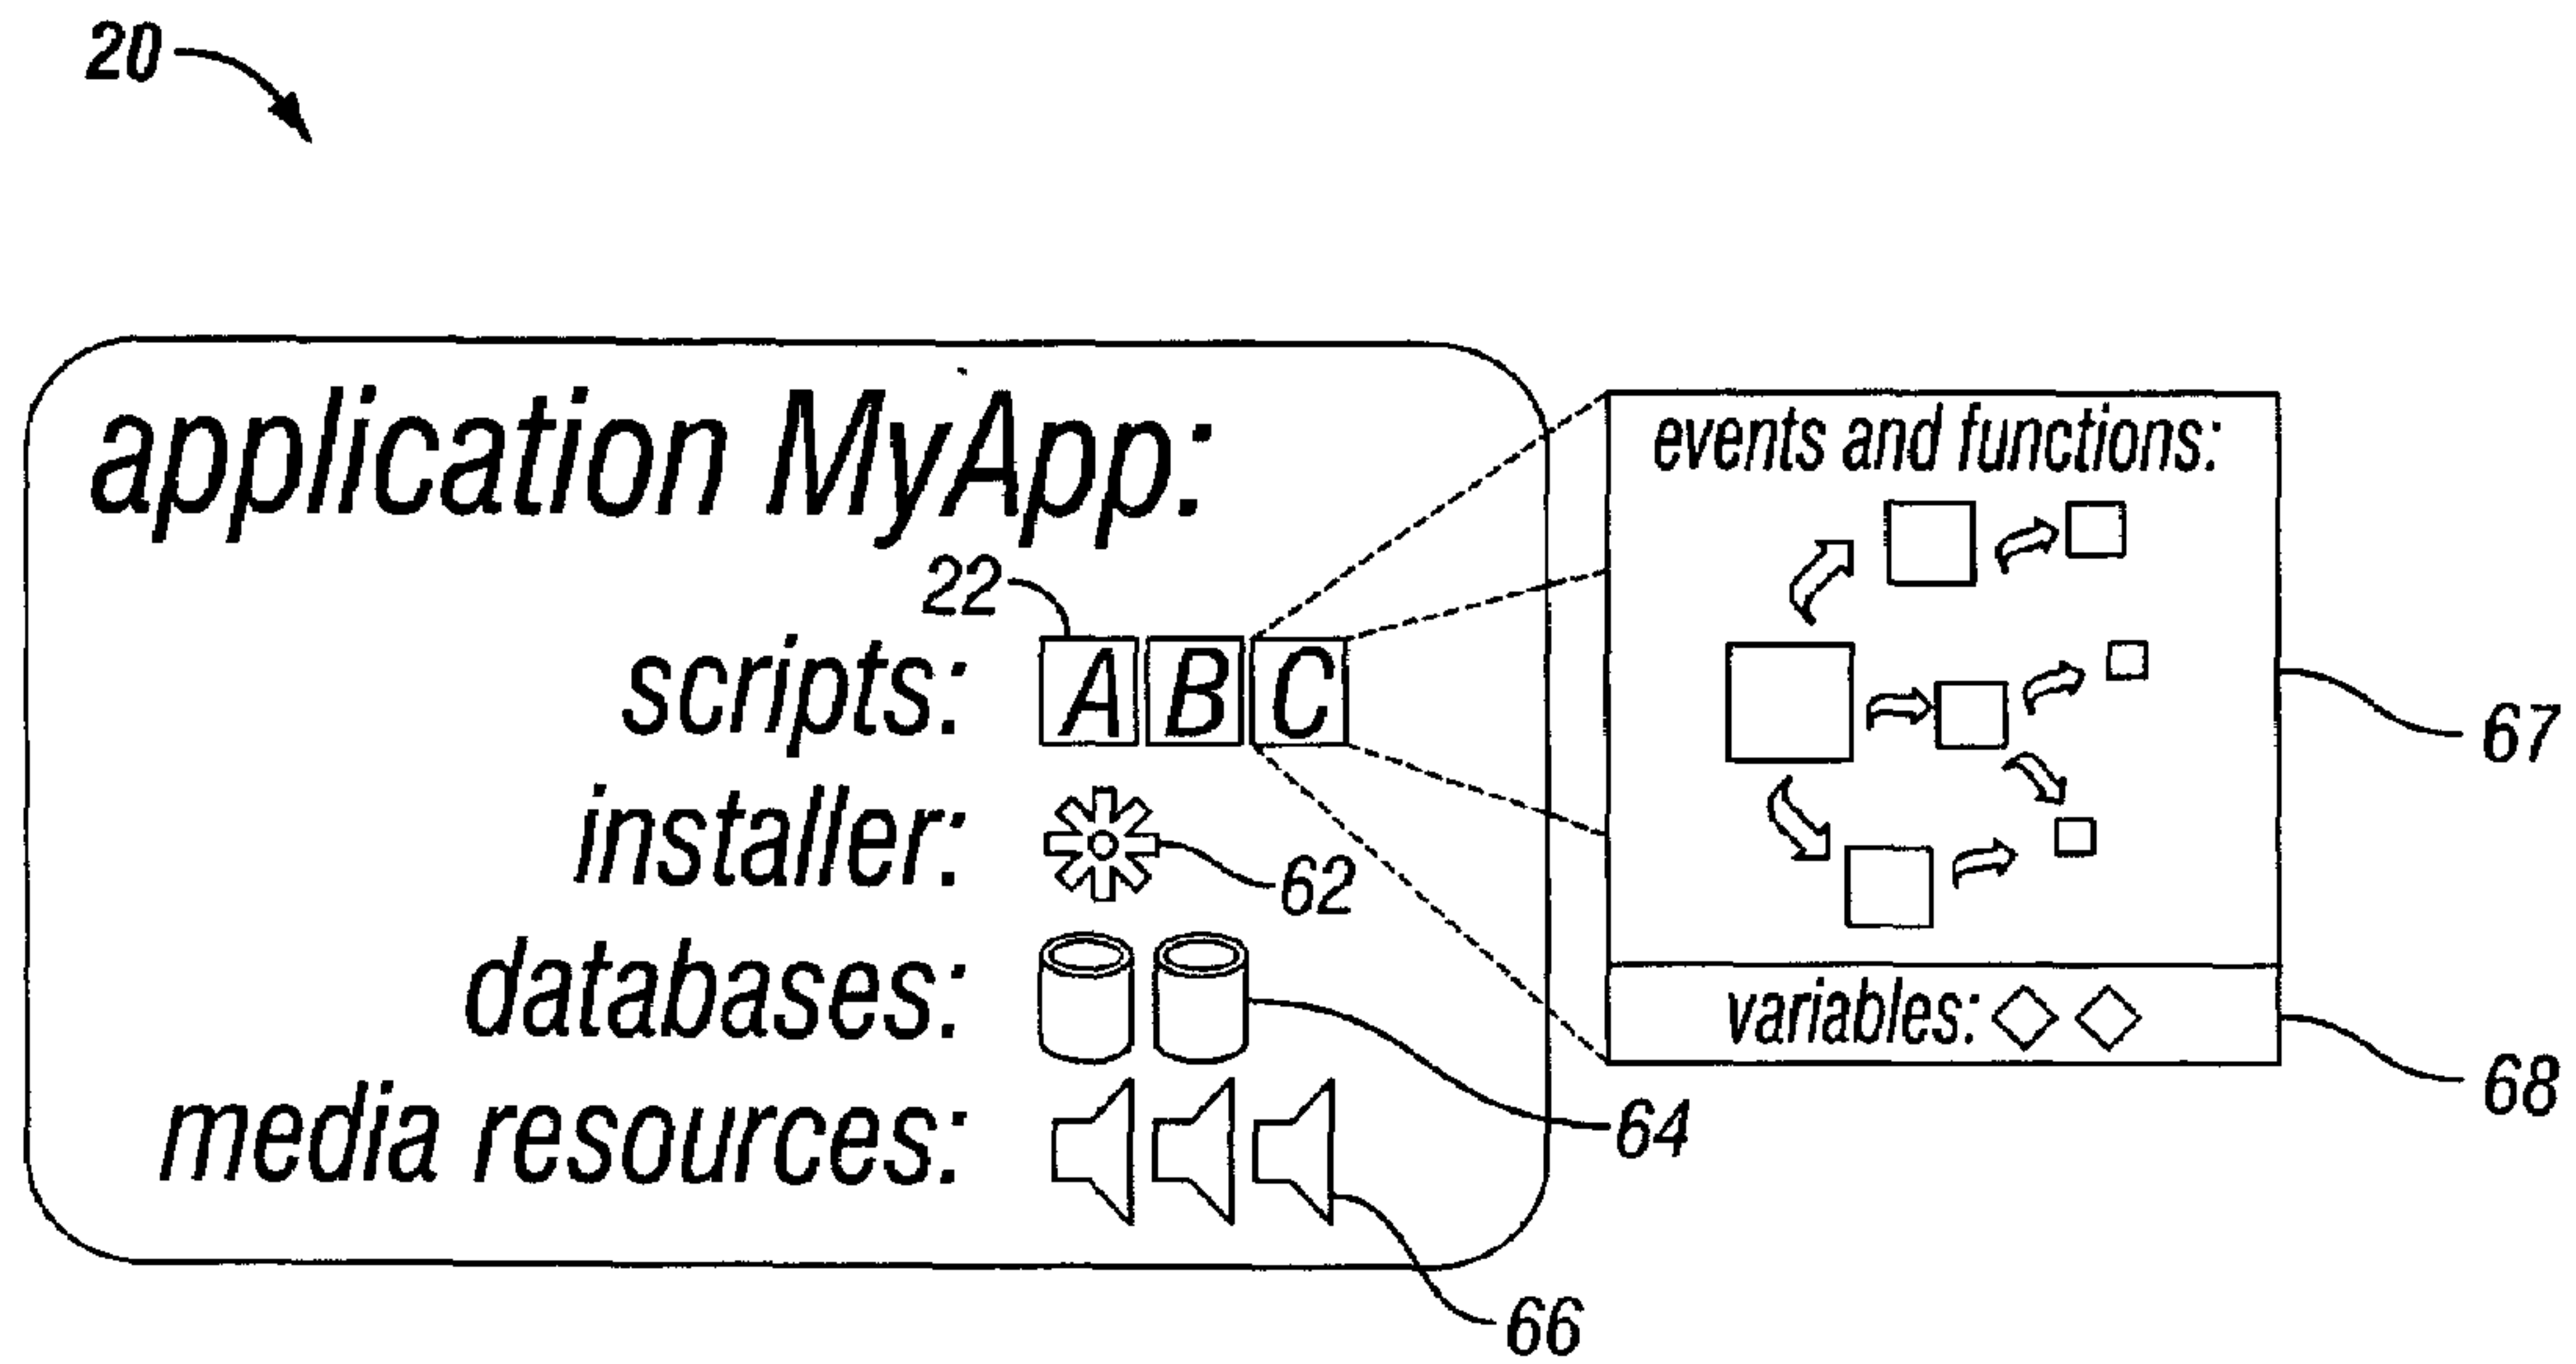 20
application MyApp:
events and functions:
22
scripts: A B C
67
installer:
62
databases:
variables:
68
media resources:
64
66